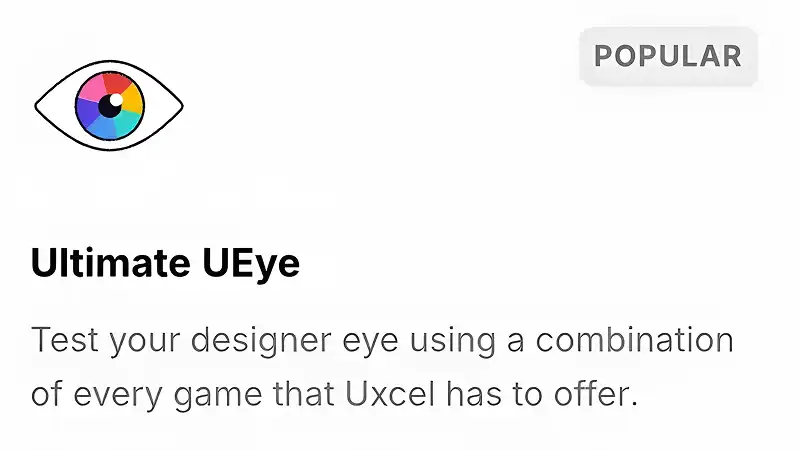 POPULAR
Ultimate UEye
Test your designer eye using a combination
of every game that Uxcel has to offer.